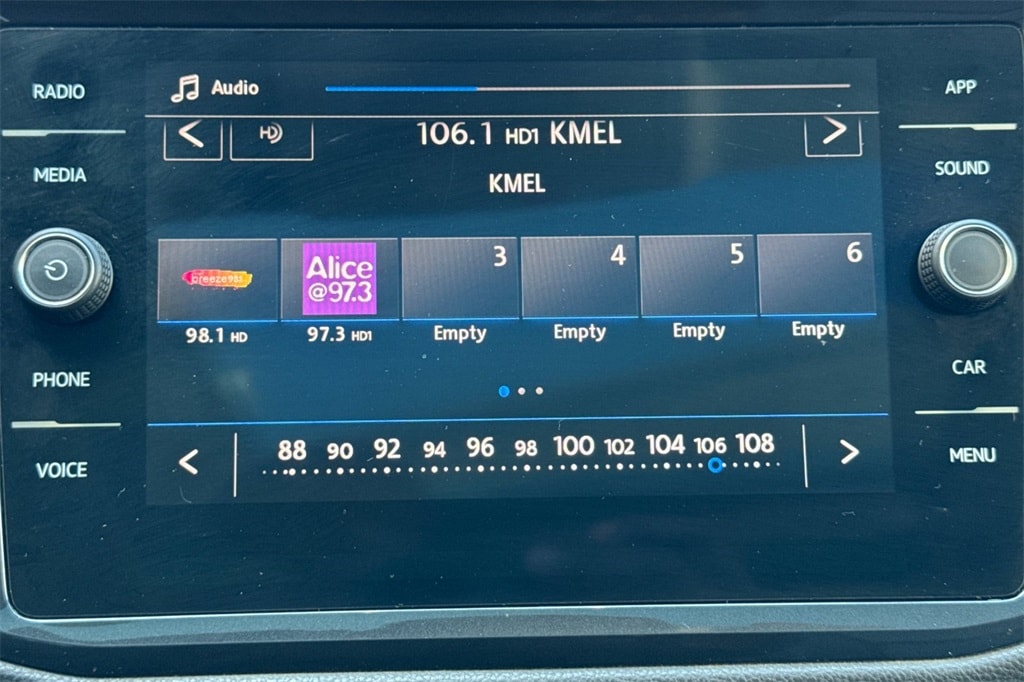 RADIO
MEDIA
PHONE
VOICE
Audio
106.1 HD1 KMEL
KMEL
breeze98.1
Alice
@97.3
3
4
5
6
98.1 HD
97.3 HD1
Empty
Empty
Empty
Empty
88 90 92 94 96 98 100 102 104 106 108
APP
SOUND
CAR
MENU